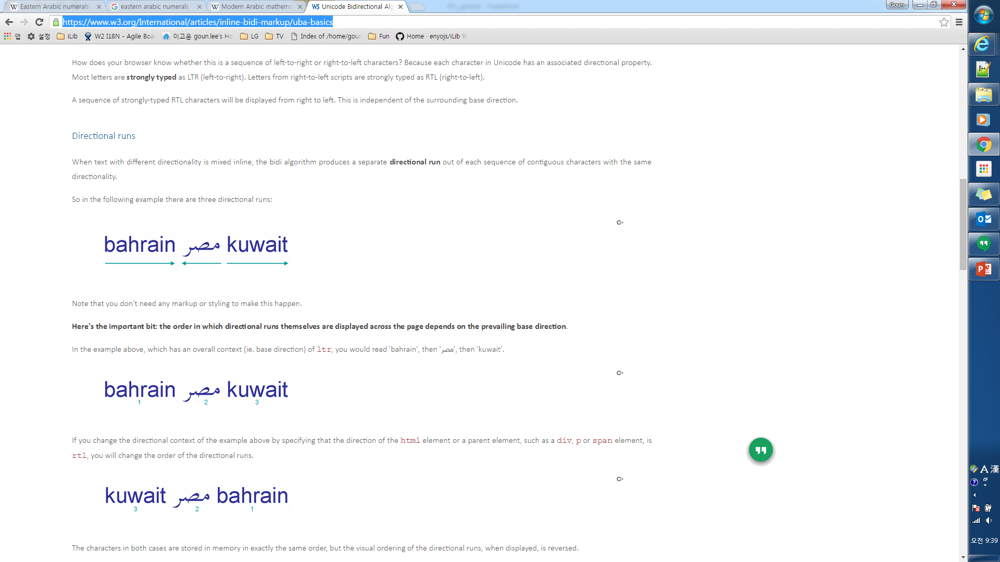 Eastern Arabic numerals
eastern arabic numerals -
Modern Arabic mathema
W3 Unicode Bidirectional Alg
Goun
https://www.w3.org/International/articles/inline-bidi-markup/uba-basics
앱
설정
iLib
W2 I18N - Agile Boa
이고운 goun.lee's Ho
LG
TV
Index of /home/goun
Fun
Home · enyojs/iLib W
How does your browser know whether this is a sequence of left-to-right or right-to-left characters? Because each character in Unicode has an associated directional property.
Most letters are strongly typed as LTR (left-to-right). Letters from right-to-left scripts are strongly typed as RTL (right-to-left).
A sequence of strongly-typed RTL characters will be displayed from right to left. This is independent of the surrounding base direction.
Directional runs
When text with different directionality is mixed inline, the bidi algorithm produces a separate directional run out of each sequence of contiguous characters with the same
directionality.
So in the following example there are three directional runs:
bahrain مصر kuwait
Note that you don't need any markup or styling to make this happen.
Here's the important bit: the order in which directional runs themselves are displayed across the page depends on the prevailing base direction.
In the example above, which has an overall context (ie. base direction) of ltr, you would read 'bahrain', then 'مصر', then 'kuwait'.
bahrain مصر kuwait
1 2 3
If you change the directional context of the example above by specifying that the direction of the html element or a parent element, such as a div, p or span element, is
rtl, you will change the order of the directional runs.
kuwait مصر bahrain
3 2 1
The characters in both cases are stored in memory in exactly the same order, but the visual ordering of the directional runs, when displayed, is reversed.
A 漢
오전 9:39